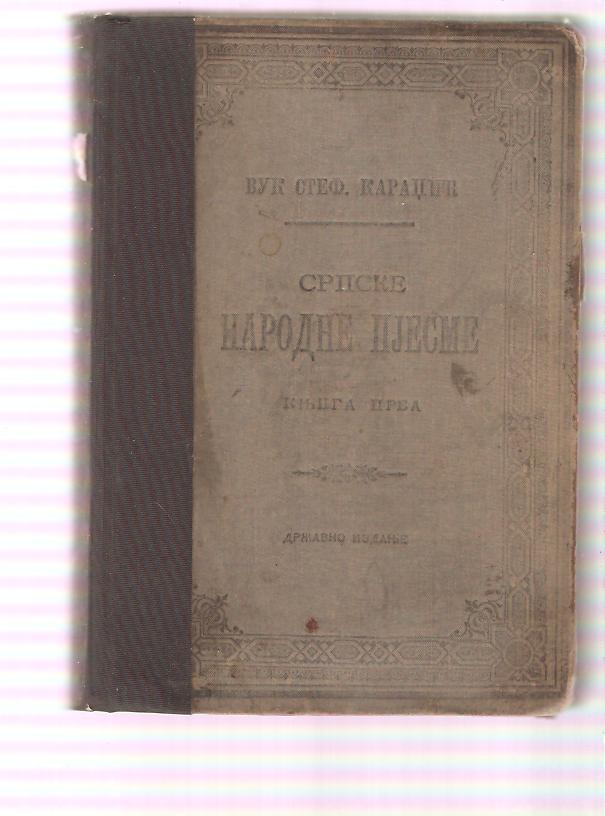 ВУК СТЕФ. КАРАЏИЋ
СРПСКЕ
НАРОДНЕ ПЈЕСМЕ
КЊИГА ПРВА
ДРЖАВНО ИЗДАЊЕ